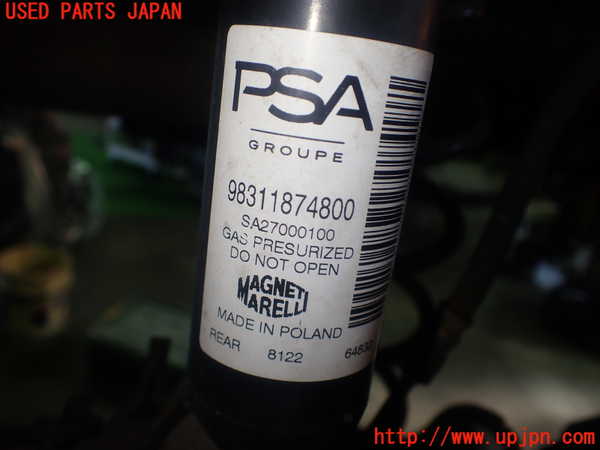 USED PARTS JAPAN
PSA
GROUPE
98311874800
SA27000100
GAS PRESURIZED
DO NOT OPEN
MAGNETI
MARELLI
MADE IN POLAND
REAR 8122
http://www.upjpn.com/